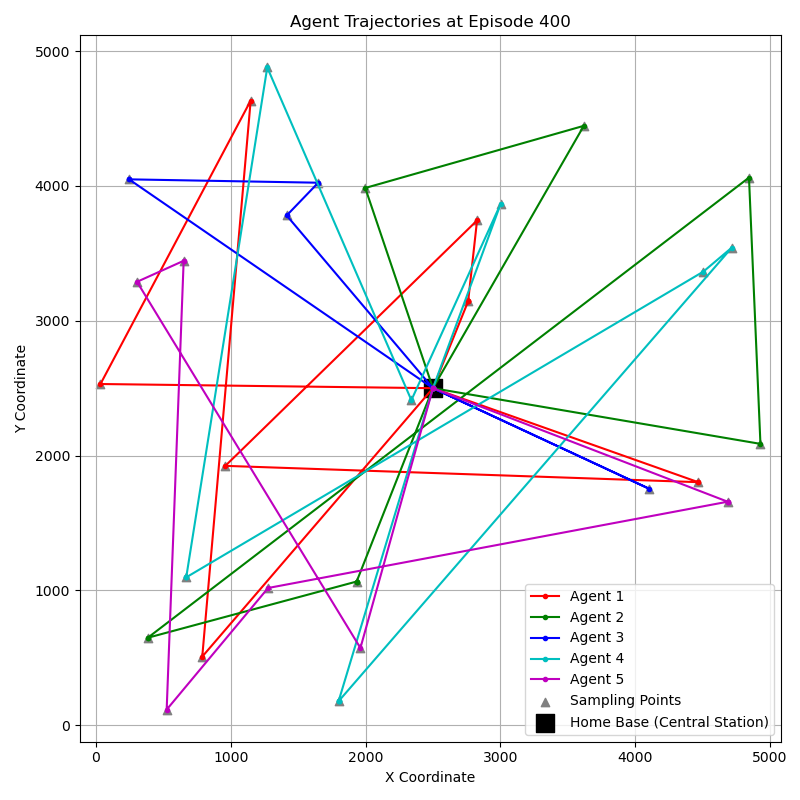 Agent Trajectories at Episode 400
5000
4000
3000
2000
1000
0
Y Coordinate
0 1000 2000 3000 4000 5000
X Coordinate
Agent 1
Agent 2
Agent 3
Agent 4
Agent 5
Sampling Points
Home Base (Central Station)